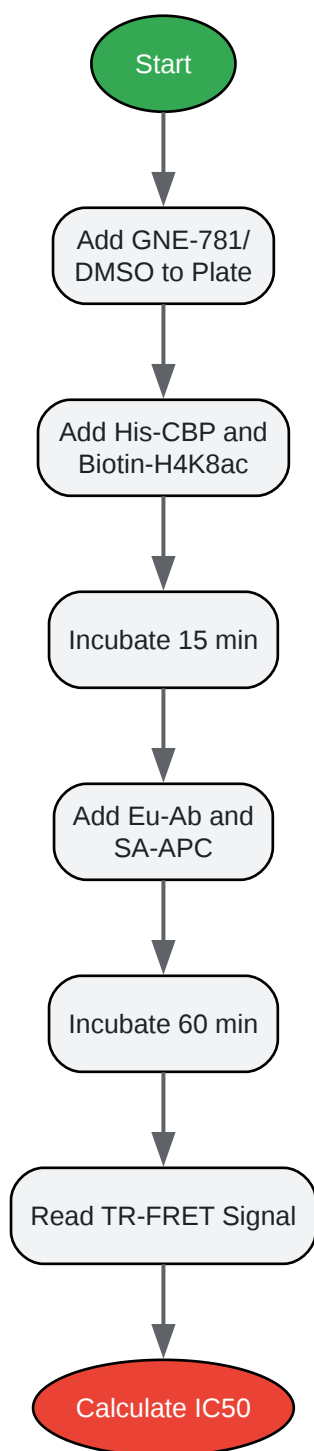 Start
Add GNE-781/
DMSO to Plate
Add His-CBP and
Biotin-H4K8ac
Incubate 15 min
Add Eu-Ab and
SA-APC
Incubate 60 min
Read TR-FRET Signal
Calculate IC50